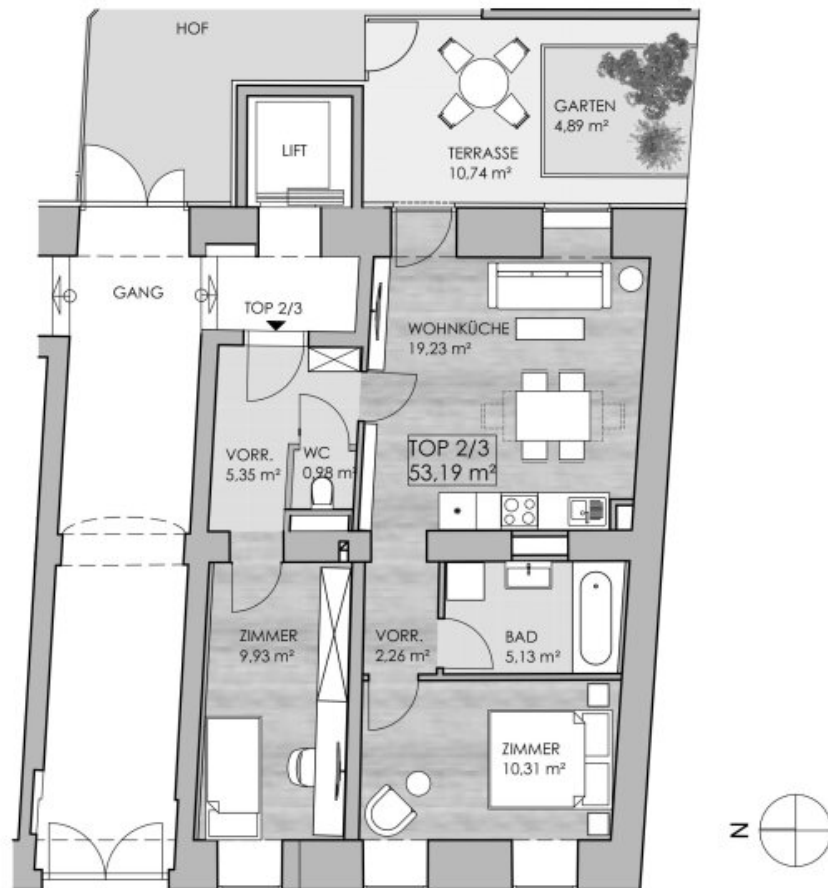 HOF
LIFT
GARTEN
4,89 m²
TERRASSE
10,74 m²
GANG
TOP 2/3
WOHNKÜCHE
19,23 m²
VORR.
5,35 m²
WC
0,98 m²
TOP 2/3
53,19 m²
ZIMMER
9,93 m²
VORR.
2,26 m²
BAD
5,13 m²
ZIMMER
10,31 m²
N